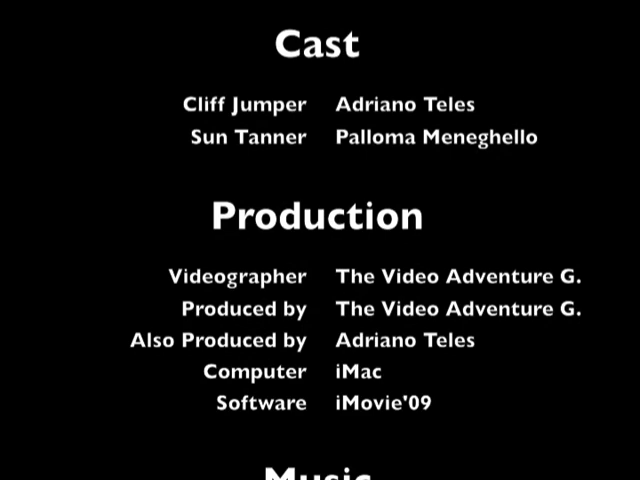 Cast
Cliff Jumper Adriano Teles
Sun Tanner Palloma Meneghello
Production
Videographer The Video Adventure G.
Produced by The Video Adventure G.
Also Produced by Adriano Teles
Computer iMac
Software iMovie'09
Music